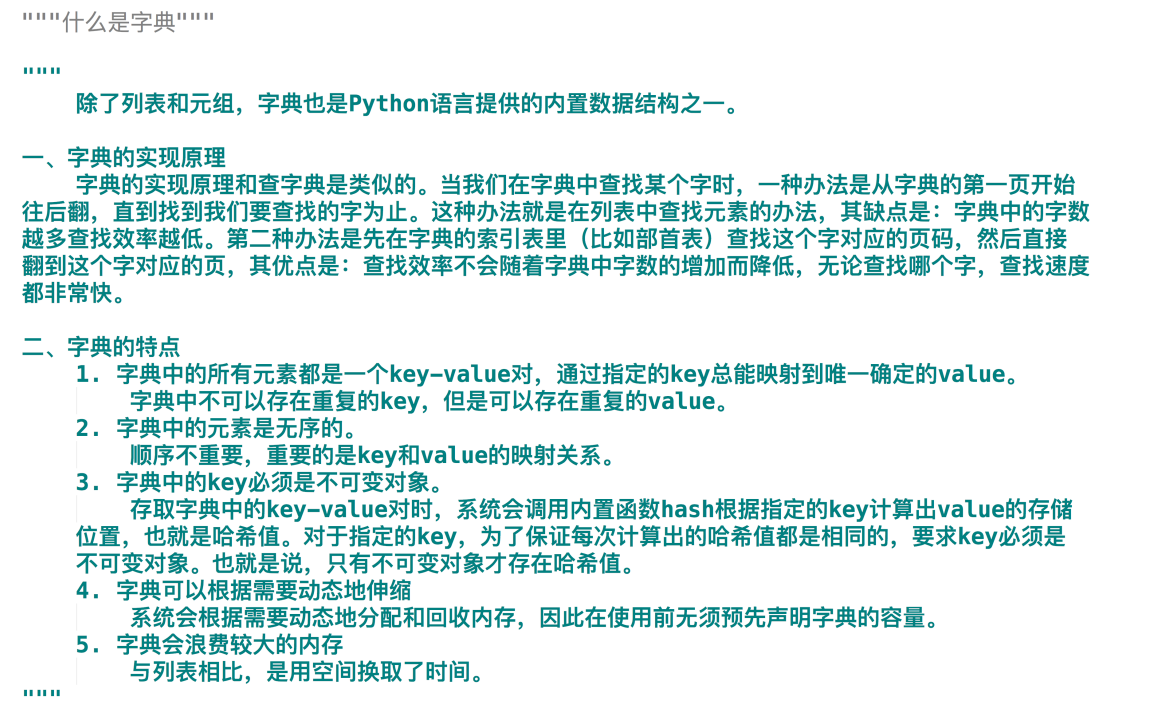 """什么是字典"""
"""
除了列表和元组，字典也是Python语言提供的内置数据结构之一。
一、字典的实现原理
字典的实现原理和查字典是类似的。当我们在字典中查找某个字时，一种办法是从字典的第一页开始
往后翻，直到找到我们要查找的字为止。这种办法就是在列表中查找元素的办法，其缺点是：字典中的字数
越多查找效率越低。第二种办法是先在字典的索引表里（比如部首表）查找这个字对应的页码，然后直接
翻到这个字对应的页，其优点是：查找效率不会随着字典中字数的增加而降低，无论查找哪个字，查找速度
都非常快。
二、字典的特点
1. 字典中的所有元素都是一个key-value对，通过指定的key总能映射到唯一确定的value。
字典中不可以存在重复的key，但是可以存在重复的value。
2. 字典中的元素是无序的。
顺序不重要，重要的是key和value的映射关系。
3. 字典中的key必须是不可变对象。
存取字典中的key-value对时，系统会调用内置函数hash根据指定的key计算出value的存储
位置，也就是哈希值。对于指定的key，为了保证每次计算出的哈希值都是相同的，要求key必须是
不可变对象。也就是说，只有不可变对象才存在哈希值。
4. 字典可以根据需要动态地伸缩
系统会根据需要动态地分配和回收内存，因此在使用前无须预先声明字典的容量。
5. 字典会浪费较大的内存
与列表相比，是用空间换取了时间。
"""